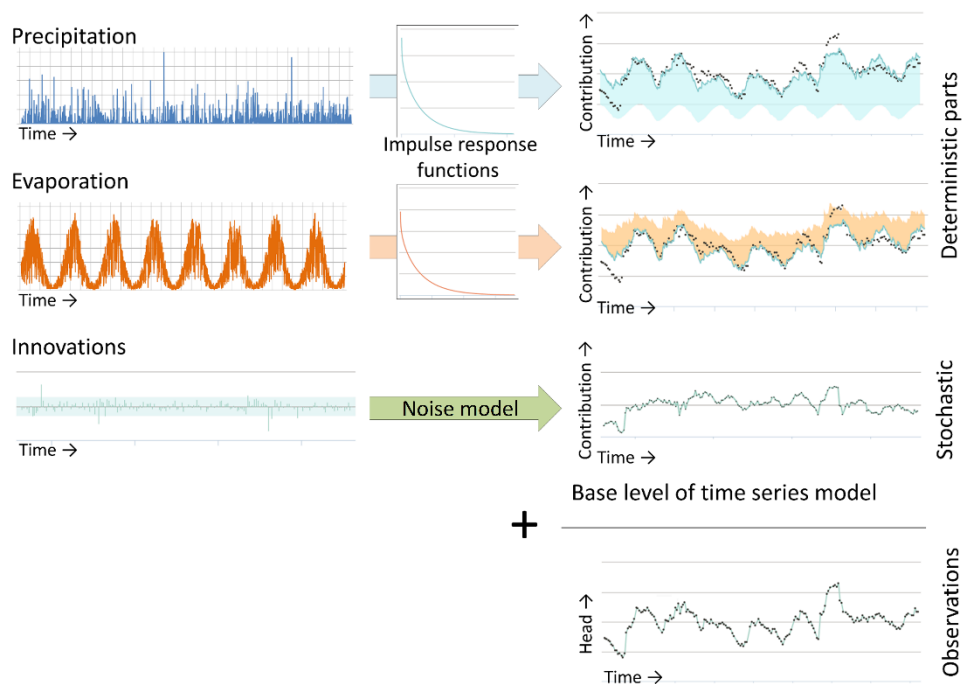 Precipitation
Time →
Impulse response
functions
Contribution →
Time →
Evaporation
Time →
Contribution →
Deterministic parts
Innovations
Time →
Noise model
Contribution →
Time →
Stochastic
Base level of time series model
+
Head →
Time →
Observations